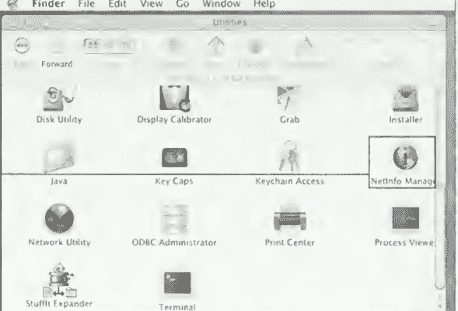 Finder File Edit View Go Window Help
Utilities
Forward
Disk Utility Display Calibrator Grab Installer
Java Key Caps Keychain Access NetInfo Manag
Network Utility ODBC Administrator Print Center Process Viewe
StuffIt Expander Terminal